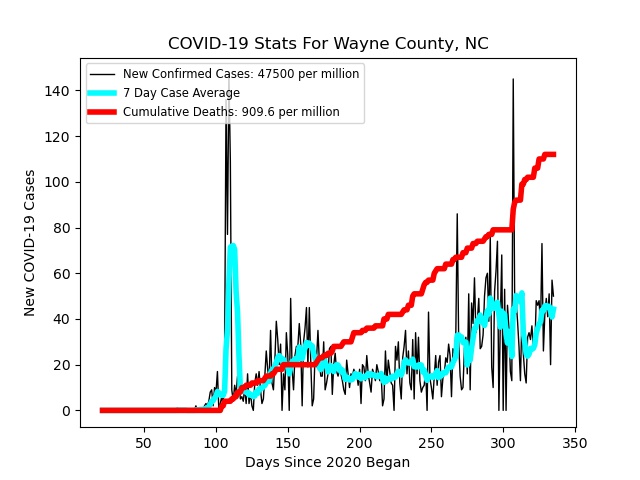 COVID-19 Stats For Wayne County, NC
New Confirmed Cases: 47500 per million
7 Day Case Average
Cumulative Deaths: 909.6 per million
New COVID-19 Cases
140
120
100
80
60
40
20
0
50
100
150
200
250
300
350
Days Since 2020 Began